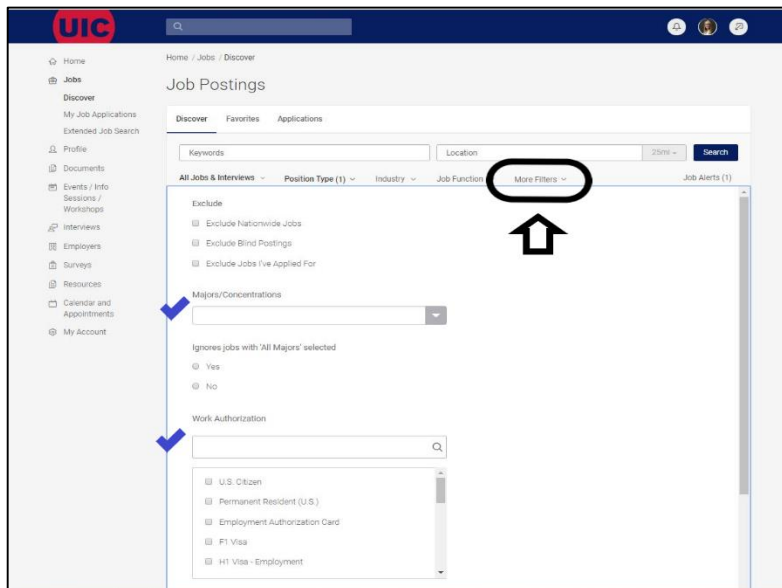 UIC
Home
Jobs
Discover
My Job Applications
Extended Job Search
Profile
Documents
Events / Info
Sessions /
Workshops
Interviews
Employers
Surveys
Resources
Calendar and
Appointments
My Account
Home / Jobs / Discover
Job Postings
Discover Favorites Applications
Keywords Location 25mi Search
All Jobs & Interviews Position Type (1) Industry Job Function More Filters Job Alerts (1)
Exclude
Exclude Nationwide Jobs
Exclude Blind Postings
Exclude Jobs I've Applied For
Majors/Concentrations
Ignores jobs with 'All Majors' selected
Yes
No
Work Authorization
U.S. Citizen
Permanent Resident (U.S.)
Employment Authorization Card
F1 Visa
H1 Visa - Employment